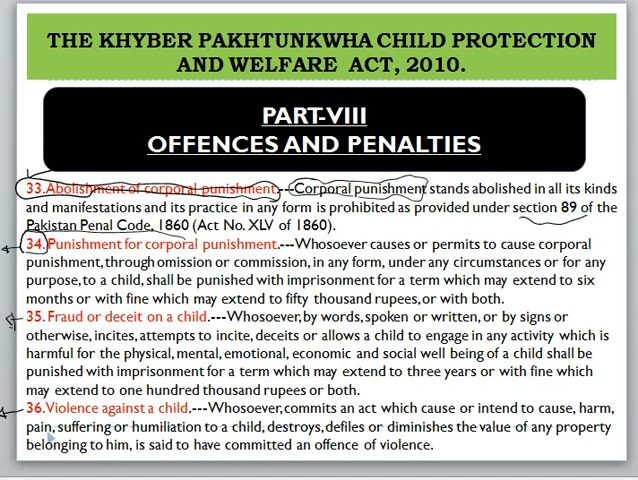 THE KHYBER PAKHTUNKWHA CHILD PROTECTION
AND WELFARE ACT, 2010.
PART-VIII
OFFENCES AND PENALTIES
33.Abolishment of corporal punishment.---Corporal punishment stands abolished in all its kinds
and manifestations and its practice in any form is prohibited as provided under section 89 of the
Pakistan Penal Code, 1860 (Act No. XLV of 1860).
34.Punishment for corporal punishment.---Whosoever causes or permits to cause corporal
punishment, through omission or commission, in any form, under any circumstances or for any
purpose, to a child, shall be punished with imprisonment for a term which may extend to six
months or with fine which may extend to fifty thousand rupees, or with both.
35. Fraud or deceit on a child.---Whosoever, by words, spoken or written, or by signs or
otherwise, incites, attempts to incite, deceits or allows a child to engage in any activity which is
harmful for the physical, mental, emotional, economic and social well being of a child shall be
punished with imprisonment for a term which may extend to three years or with fine which
may extend to one hundred thousand rupees or both.
36.Violence against a child.---Whosoever, commits an act which cause or intend to cause, harm,
pain, suffering or humiliation to a child, destroys, defiles or diminishes the value of any property
belonging to him, is said to have committed an offence of violence.